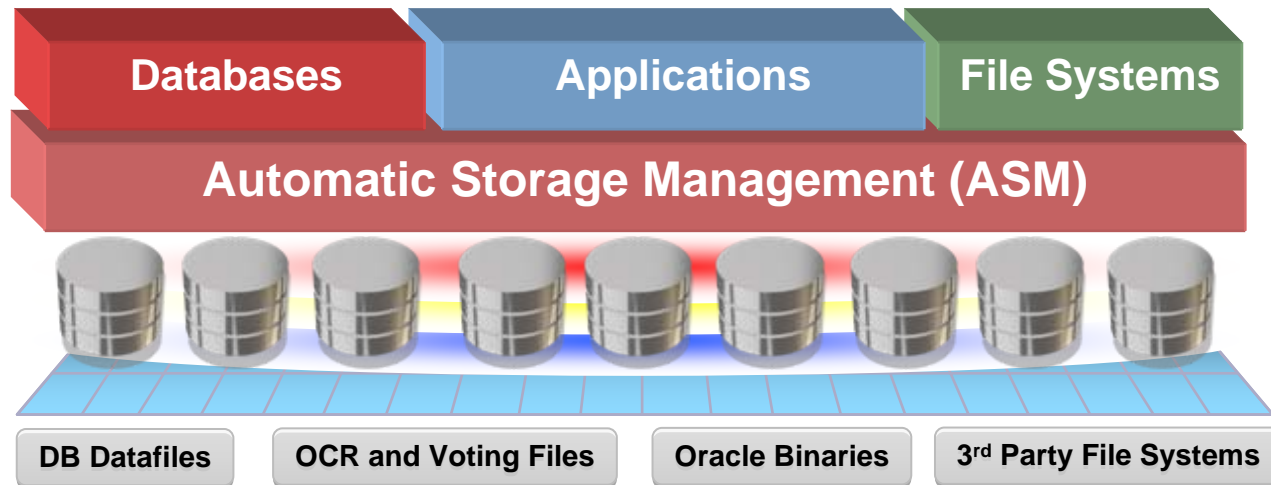 Databases
Applications
File Systems
Automatic Storage Management (ASM)
DB Datafiles
OCR and Voting Files
Oracle Binaries
3rd Party File Systems